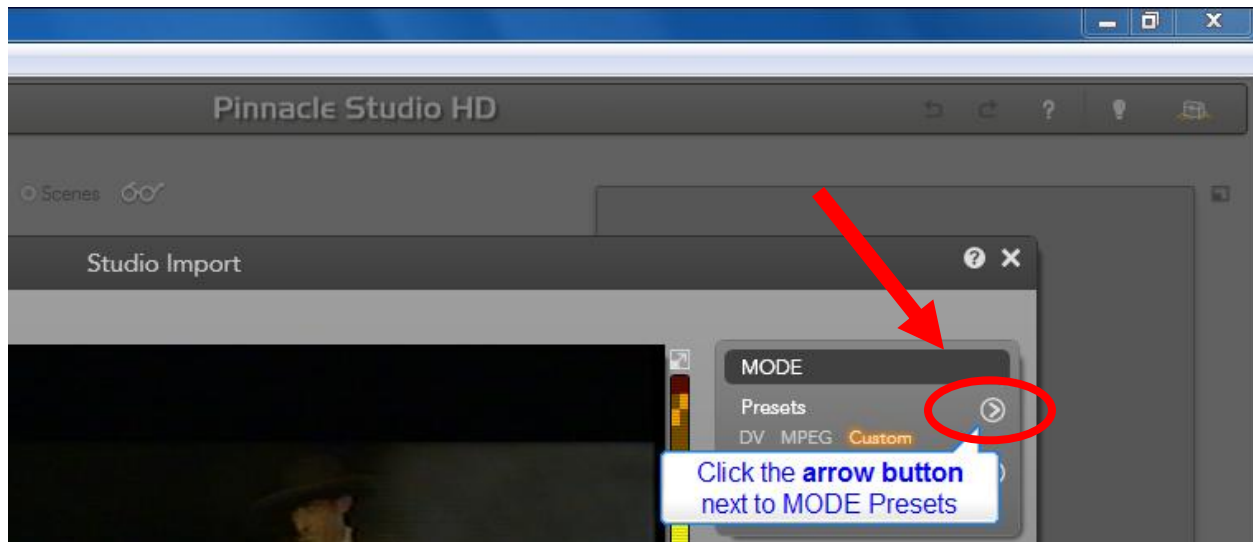 Pinnacle Studio HD
?
Scenes
Studio Import
?
MODE
Presets
DV MPEG Custom
Click the arrow button
next to MODE Presets